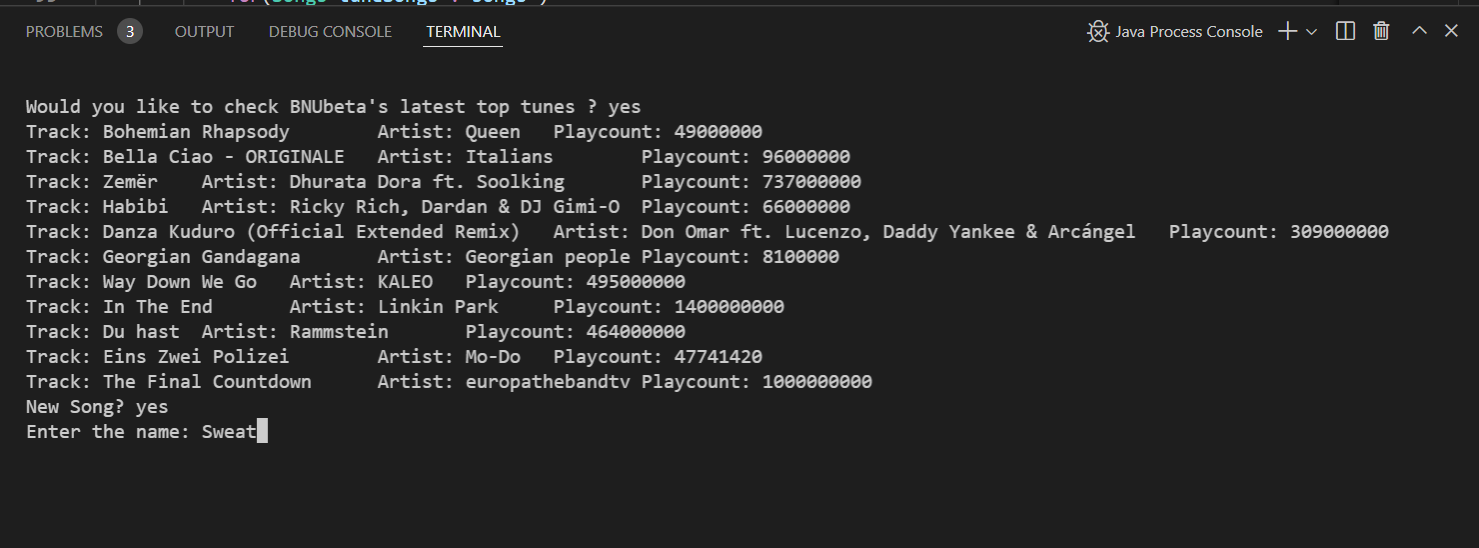 for(Songs tunesongs : songs )
PROBLEMS 3 OUTPUT DEBUG CONSOLE TERMINAL Java Process Console
Would you like to check BNUbeta's latest top tunes ? yes
Track: Bohemian Rhapsody Artist: Queen Playcount: 49000000
Track: Bella Ciao - ORIGINALE Artist: Italians Playcount: 96000000
Track: Zemër Artist: Dhurata Dora ft. Soolking Playcount: 737000000
Track: Habibi Artist: Ricky Rich, Dardan & DJ Gimi-O Playcount: 66000000
Track: Danza Kuduro (Official Extended Remix) Artist: Don Omar ft. Lucenzo, Daddy Yankee & Arcángel Playcount: 309000000
Track: Georgian Gandagana Artist: Georgian people Playcount: 8100000
Track: Way Down We Go Artist: KALEO Playcount: 495000000
Track: In The End Artist: Linkin Park Playcount: 1400000000
Track: Du hast Artist: Rammstein Playcount: 464000000
Track: Eins Zwei Polizei Artist: Mo-Do Playcount: 47741420
Track: The Final Countdown Artist: europathebandtv Playcount: 1000000000
New Song? yes
Enter the name: Sweat